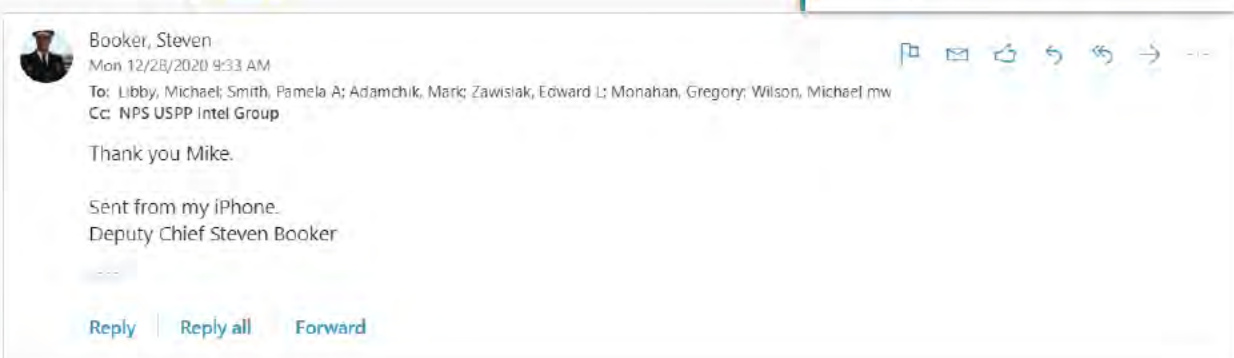 Booker, Steven
Mon 12/28/2020 9:33 AM
To: Libby, Michael; Smith, Pamela A; Adamchik, Mark; Zawislak, Edward L; Monahan, Gregory; Wilson, Michael mw
Cc: NPS USPP Intel Group
Thank you Mike.
Sent from my iPhone.
Deputy Chief Steven Booker
Reply Reply all Forward